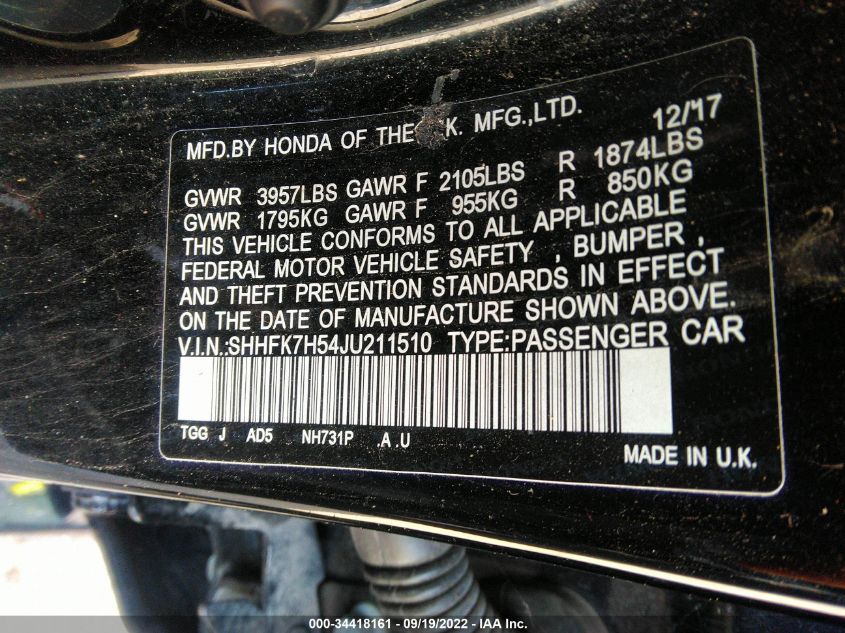 MFD.BY HONDA OF THE K. MFG.,LTD. 12/17
GVWR 3957LBS GAWR F 2105LBS R 1874LBS
GVWR 1795KG GAWR F 955KG R 850KG
THIS VEHICLE CONFORMS TO ALL APPLICABLE
FEDERAL MOTOR VEHICLE SAFETY , BUMPER ,
AND THEFT PREVENTION STANDARDS IN EFFECT
ON THE DATE OF MANUFACTURE SHOWN ABOVE.
V.I.N.:SHHFK7H54JU211510 TYPE:PASSENGER CAR
TGG J AD5 NH731P .A .U
MADE IN U.K.
000-34418161 - 09/19/2022 - IAA Inc.